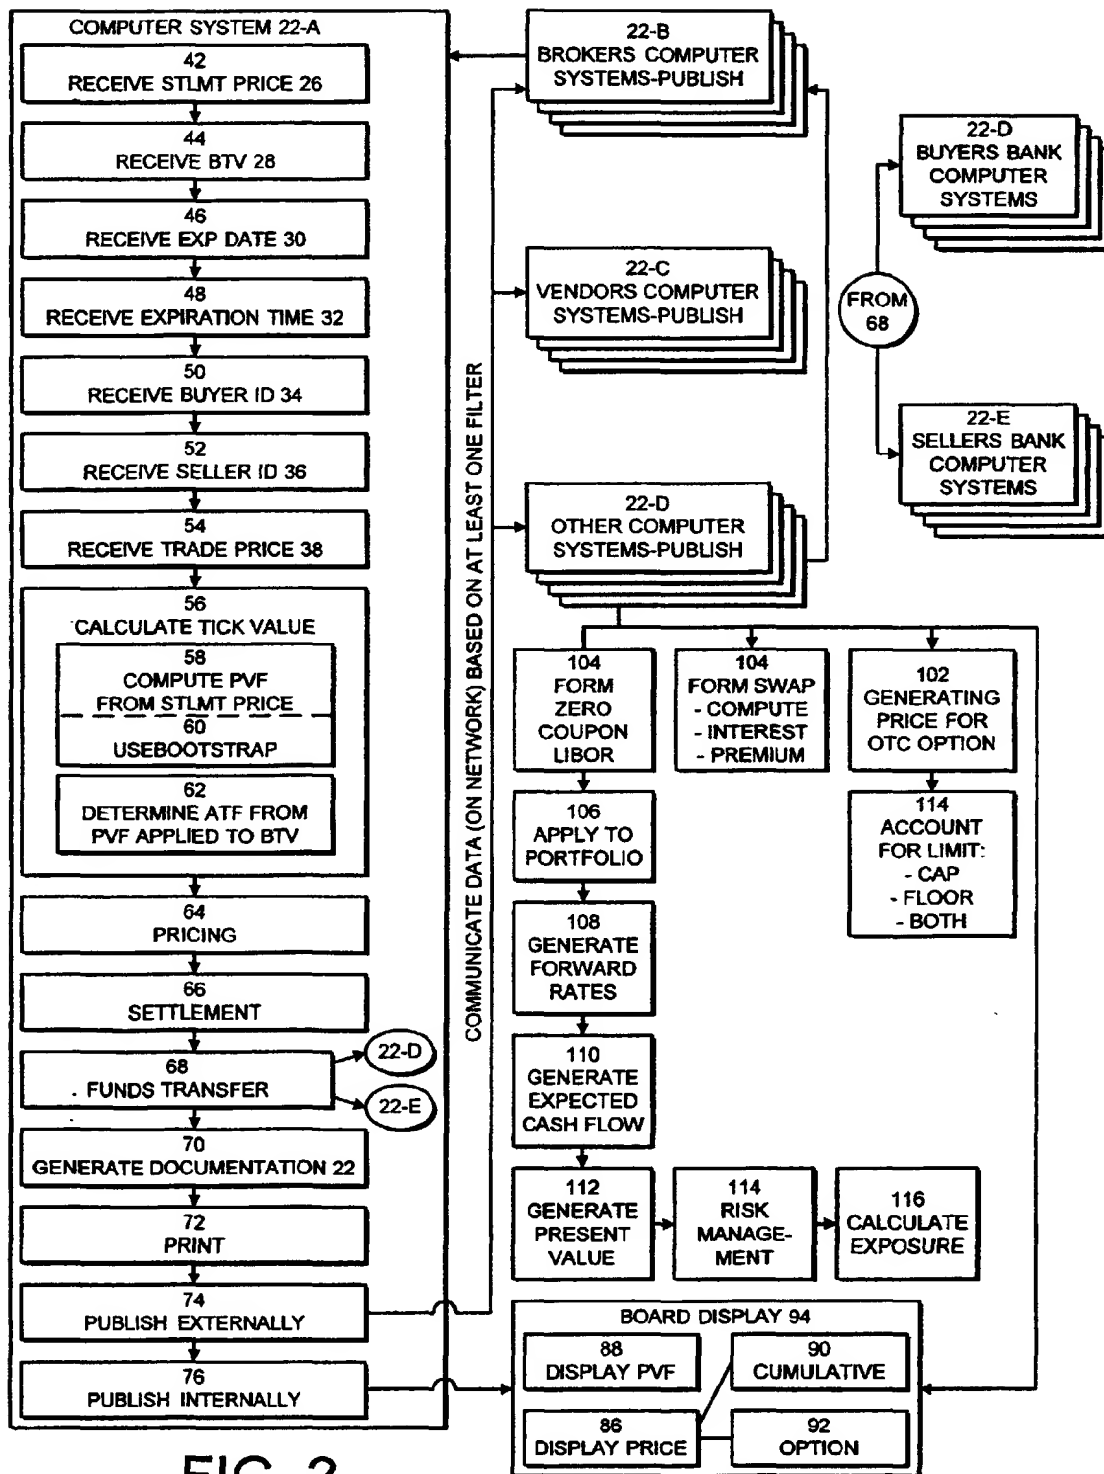 COMPUTER SYSTEM 22-A
42
RECEIVE STLMT PRICE 26
44
RECEIVE BTV 28
46
RECEIVE EXP DATE 30
48
RECEIVE EXPIRATION TIME 32
50
RECEIVE BUYER ID 34
52
RECEIVE SELLER ID 36
54
RECEIVE TRADE PRICE 38
56
CALCULATE TICK VALUE
58
COMPUTE PVF
FROM STLMT PRICE
60
USEBOOTSTRAP
62
DETERMINE ATF FROM
PVF APPLIED TO BTV
64
PRICING
66
SETTLEMENT
68
FUNDS TRANSFER
22-D
22-E
70
GENERATE DOCUMENTATION 22
72
PRINT
74
PUBLISH EXTERNALLY
76
PUBLISH INTERNALLY
COMMUNICATE DATA (ON NETWORK) BASED ON AT LEAST ONE FILTER
22-B
BROKERS COMPUTER
SYSTEMS-PUBLISH
22-C
VENDORS COMPUTER
SYSTEMS-PUBLISH
22-D
OTHER COMPUTER
SYSTEMS-PUBLISH
FROM
68
22-D
BUYERS BANK
COMPUTER
SYSTEMS
22-E
SELLERS BANK
COMPUTER
SYSTEMS
104
FORM
ZERO
COUPON
LIBOR
104
FORM SWAP
- COMPUTE
- INTEREST
- PREMIUM
102
GENERATING
PRICE FOR
OTC OPTION
106
APPLY TO
PORTFOLIO
114
ACCOUNT
FOR LIMIT:
- CAP
- FLOOR
- BOTH
108
GENERATE
FORWARD
RATES
110
GENERATE
EXPECTED
CASH FLOW
112
GENERATE
PRESENT
VALUE
114
RISK
MANAGE-
MENT
116
CALCULATE
EXPOSURE
BOARD DISPLAY 94
88
DISPLAY PVF
90
CUMULATIVE
86
DISPLAY PRICE
92
OPTION
FIG. 2